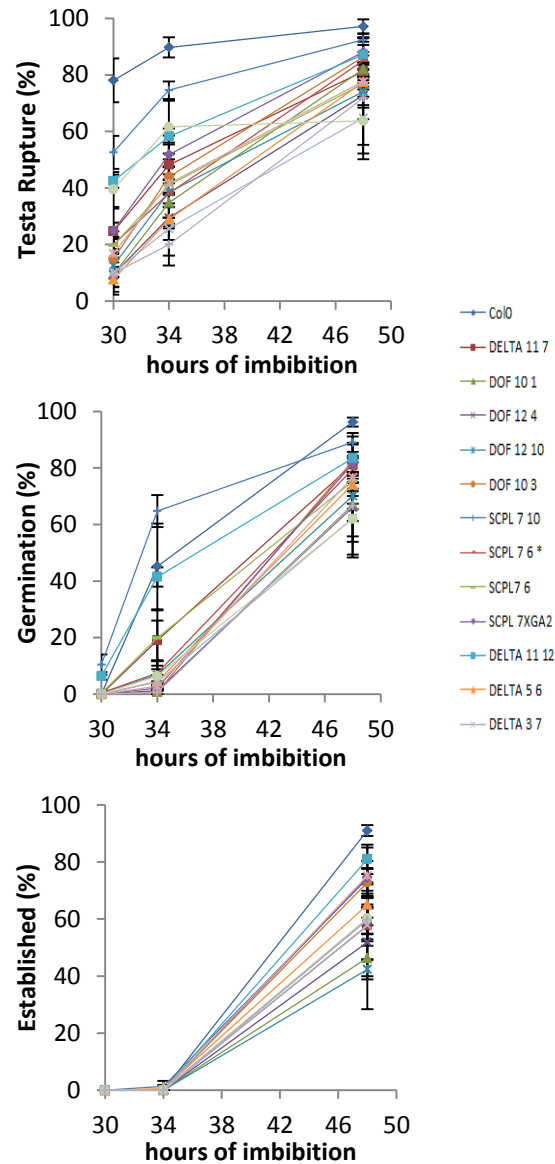 Testa Rupture (%)
100
80
60
40
20
0
30 34 38 42 46 50
hours of imbibition
Germination (%)
100
80
60
40
20
0
30 34 38 42 46 50
hours of imbibition
Established (%)
100
80
60
40
20
0
30 34 38 42 46 50
hours of imbibition
Col0
DELTA 11 7
DOF 10 1
DOF 12 4
DOF 12 10
DOF 10 3
SCPL 7 10
SCPL 7 6 *
SCPL7 6
SCPL 7XGA2
DELTA 11 12
DELTA 5 6
DELTA 3 7